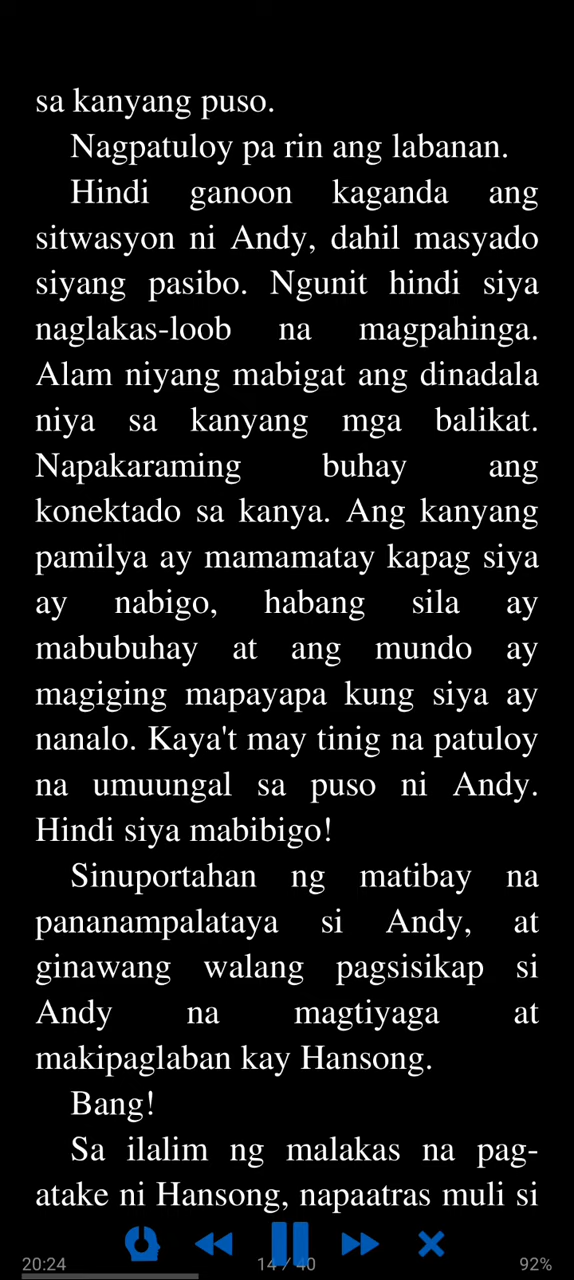 sa kanyang puso.
Nagpatuloy pa rin ang labanan.
Hindi ganoon kaganda ang
sitwasyon ni Andy, dahil masyado
siyang pasibo. Ngunit hindi siya
naglakas-loob na magpahinga.
Alam niyang mabigat ang dinadala
niya sa kanyang mga balikat.
Napakaraming buhay ang
konektado sa kanya. Ang kanyang
pamilya ay mamamatay kapag siya
ay nabigo, habang sila ay
mabubuhay at ang mundo ay
magiging mapayapa kung siya ay
nanalo. Kaya't may tinig na patuloy
na umuungal sa puso ni Andy.
Hindi siya mabibigo!
Sinuportahan ng matibay na
pananampalataya si Andy, at
ginawang walang pagsisikap si
Andy na magtiyaga at
makipaglaban kay Hansong.
Bang!
Sa ilalim ng malakas na pag-
atake ni Hansong, napaatras muli si
20:24 14 / 40 92%